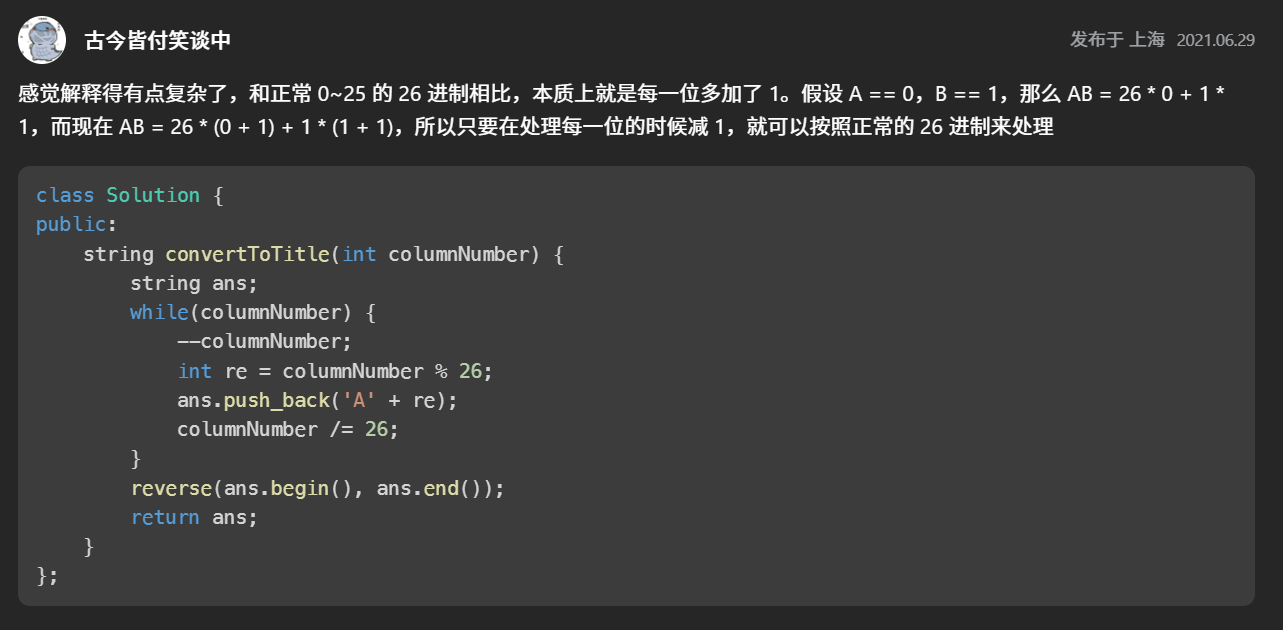 古今皆付笑谈中
发布于 上海 2021.06.29
感觉解释得有点复杂了，和正常 0~25 的 26 进制相比，本质上就是每一位多加了 1。假设 A == 0，B == 1，那么 AB = 26 * 0 + 1 *
1，而现在 AB = 26 * (0 + 1) + 1 * (1 + 1)，所以只要在处理每一位的时候减 1，就可以按照正常的 26 进制来处理
class Solution {
public:
    string convertToTitle(int columnNumber) {
        string ans;
        while(columnNumber) {
            --columnNumber;
            int re = columnNumber % 26;
            ans.push_back('A' + re);
            columnNumber /= 26;
        }
        reverse(ans.begin(), ans.end());
        return ans;
    }
};